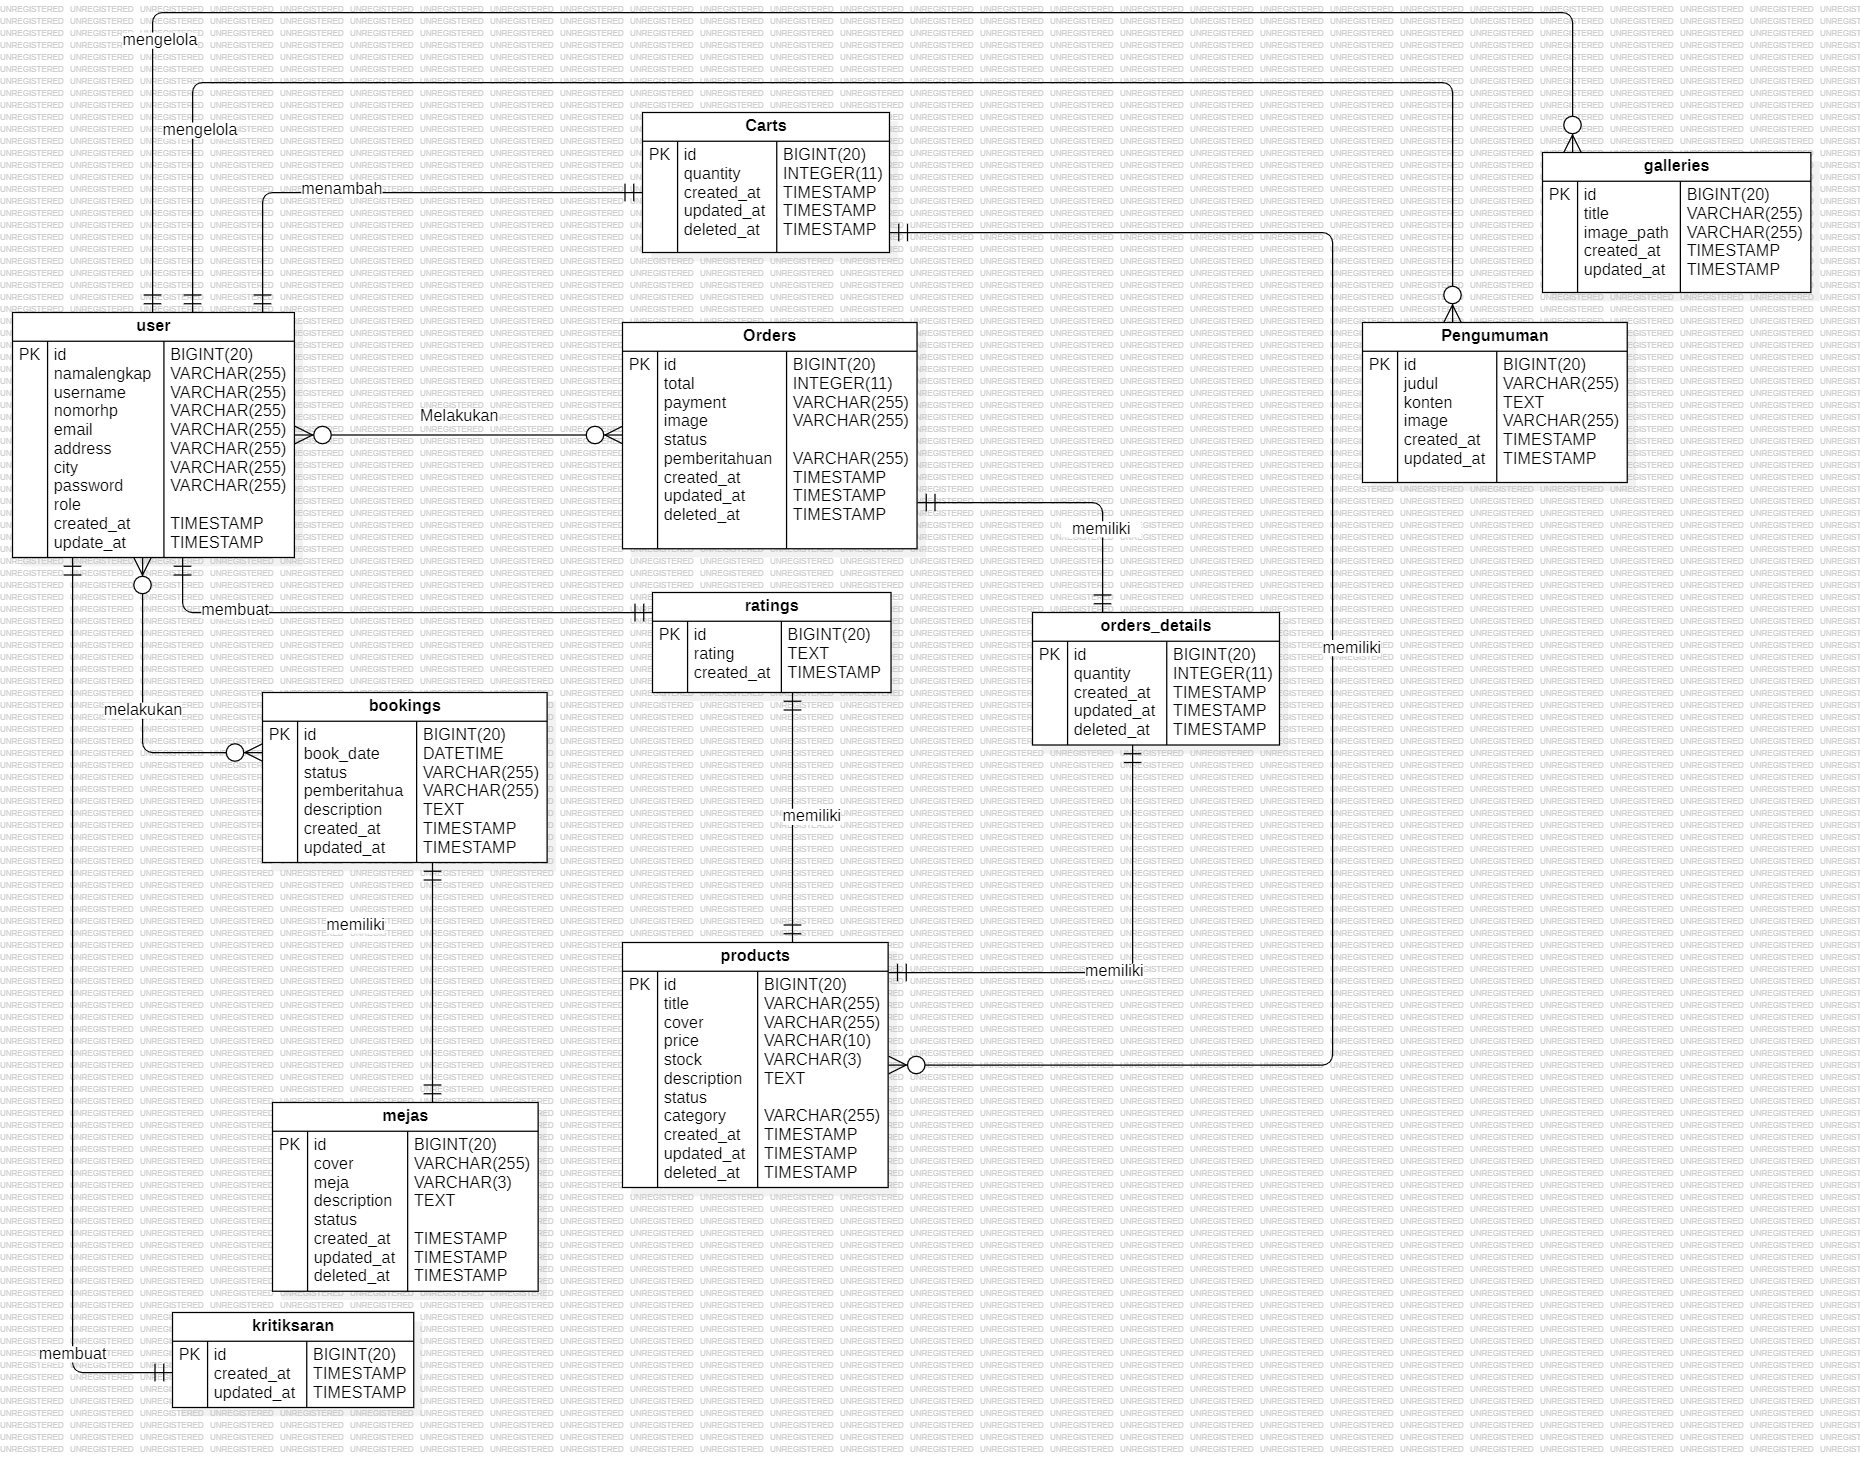 mengelola
mengelola
menambah
Carts
PK id BIGINT(20)
quantity INTEGER(11)
created_at TIMESTAMP
updated_at TIMESTAMP
deleted_at TIMESTAMP
galleries
PK id BIGINT(20)
title VARCHAR(255)
image_path VARCHAR(255)
created_at TIMESTAMP
updated_at TIMESTAMP
user
PK id BIGINT(20)
namalengkap VARCHAR(255)
username VARCHAR(255)
nomorhp VARCHAR(255)
email VARCHAR(255)
address VARCHAR(255)
city VARCHAR(255)
password VARCHAR(255)
role
created_at TIMESTAMP
update_at TIMESTAMP
Melakukan
Orders
PK id BIGINT(20)
total INTEGER(11)
payment VARCHAR(255)
image VARCHAR(255)
status
pemberitahuan VARCHAR(255)
created_at TIMESTAMP
updated_at TIMESTAMP
deleted_at TIMESTAMP
Pengumuman
PK id BIGINT(20)
judul VARCHAR(255)
konten TEXT
image VARCHAR(255)
created_at TIMESTAMP
updated_at TIMESTAMP
memiliki
membuat
ratings
PK id BIGINT(20)
rating TEXT
created_at TIMESTAMP
orders_details
PK id BIGINT(20)
quantity INTEGER(11)
created_at TIMESTAMP
updated_at TIMESTAMP
deleted_at TIMESTAMP
memiliki
melakukan
bookings
PK id BIGINT(20)
book_date DATETIME
status VARCHAR(255)
pemberitahua VARCHAR(255)
description TEXT
created_at TIMESTAMP
updated_at TIMESTAMP
memiliki
memiliki
products
PK id BIGINT(20)
title VARCHAR(255)
cover VARCHAR(255)
price VARCHAR(10)
stock VARCHAR(3)
description TEXT
status
category VARCHAR(255)
created_at TIMESTAMP
updated_at TIMESTAMP
deleted_at TIMESTAMP
memiliki
mejas
PK id BIGINT(20)
cover VARCHAR(255)
meja VARCHAR(3)
description TEXT
status
created_at TIMESTAMP
updated_at TIMESTAMP
deleted_at TIMESTAMP
membuat
kritiksaran
PK id BIGINT(20)
created_at TIMESTAMP
updated_at TIMESTAMP
UNREGISTERED